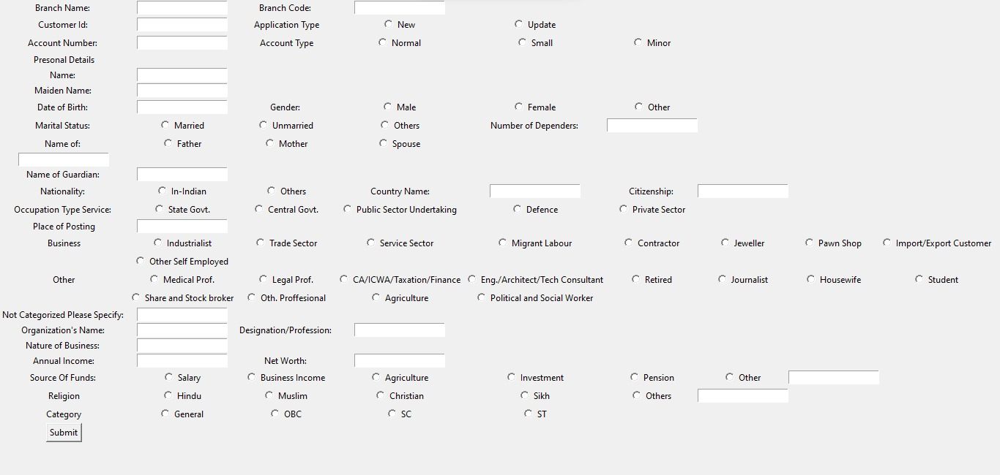 Branch Name: Branch Code:
Customer Id: Application Type New Update
Account Number: Account Type Normal Small Minor
Presonal Details
Name:
Maiden Name:
Date of Birth: Gender: Male Female Other
Marital Status: Married Unmarried Others Number of Dependers:
Name of: Father Mother Spouse
Name of Guardian:
Nationality: In-Indian Others Country Name: Citizenship:
Occupation Type Service: State Govt. Central Govt. Public Sector Undertaking Defence Private Sector
Place of Posting
Business Industrialist Trade Sector Service Sector Migrant Labour Contractor Jeweller Pawn Shop Import/Export Customer
Other Self Employed
Other Medical Prof. Legal Prof. CA/ICWA/Taxation/Finance Eng./Architect/Tech Consultant Retired Journalist Housewife Student
Share and Stock broker Oth. Proffesional Agriculture Political and Social Worker
Not Categorized Please Specify:
Organization's Name: Designation/Profession:
Nature of Business:
Annual Income: Net Worth:
Source Of Funds: Salary Business Income Agriculture Investment Pension Other
Religion Hindu Muslim Christian Sikh Others
Category General OBC SC ST
Submit